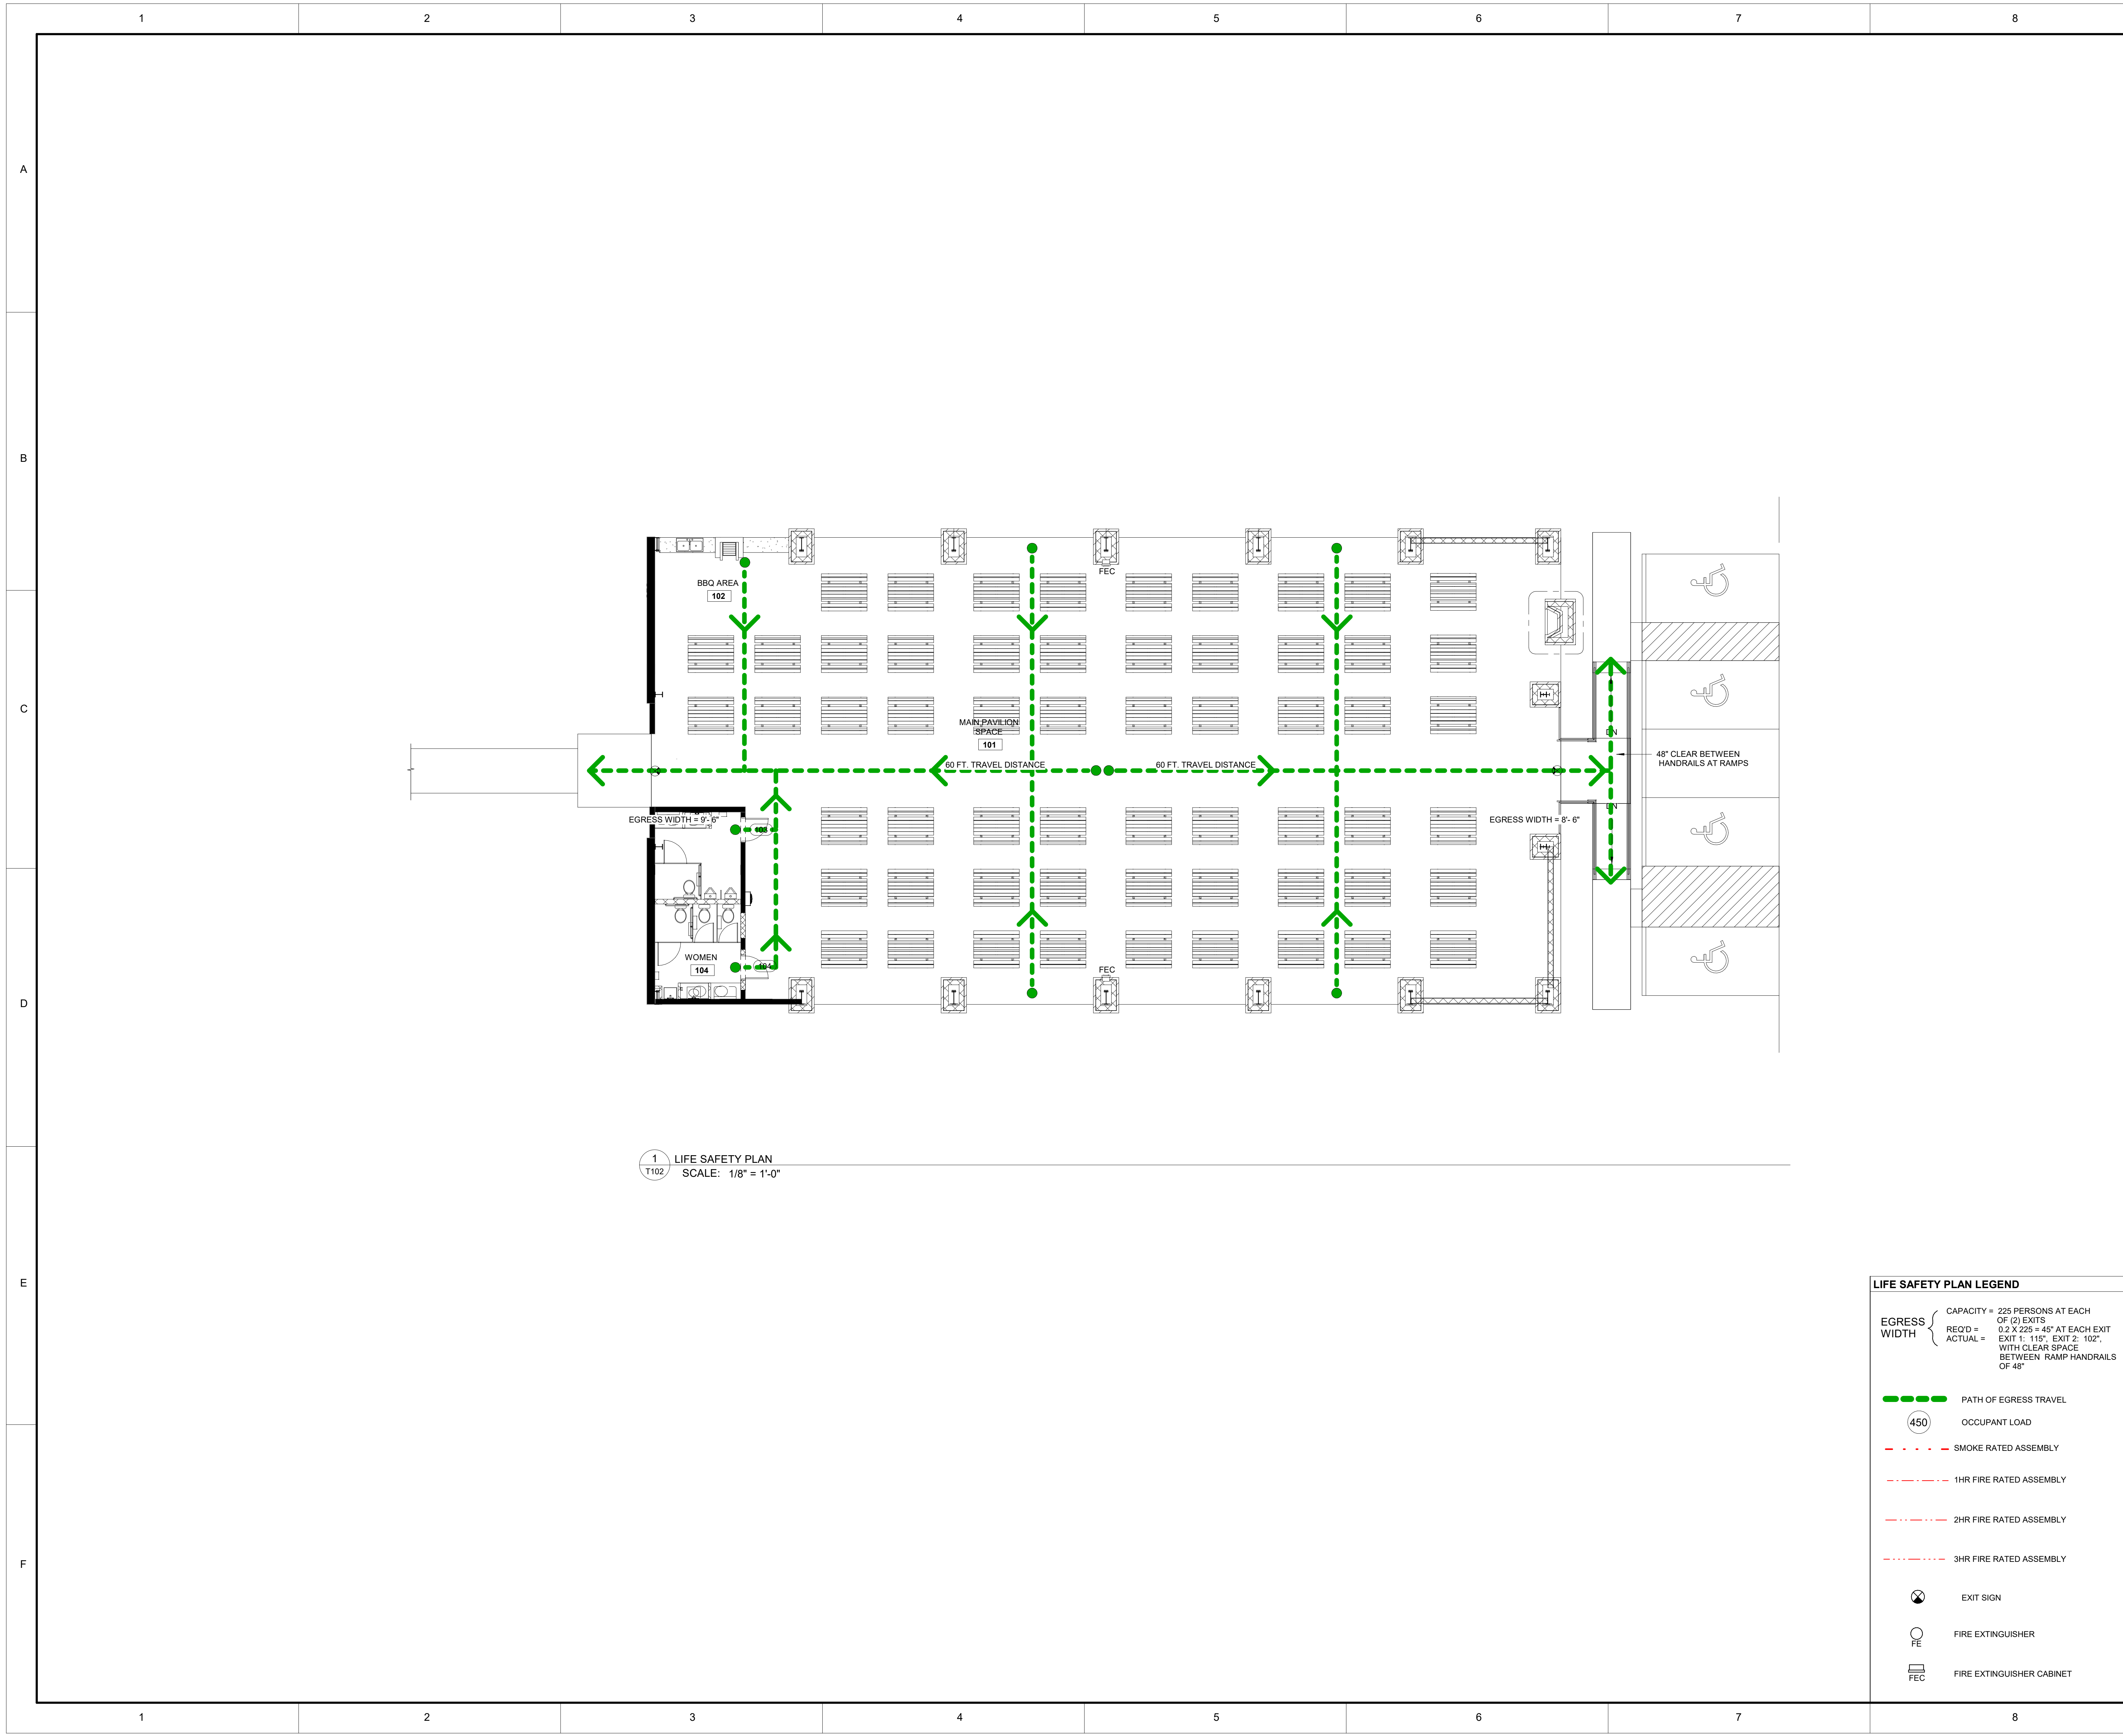 1 2 3 4 5 6 7 8
A
B
C
D
E
F
BBQ AREA
102
FEC
MAIN PAVILION
SPACE
101
60 FT. TRAVEL DISTANCE
60 FT. TRAVEL DISTANCE
DN
48" CLEAR BETWEEN
HANDRAILS AT RAMPS
DN
EGRESS WIDTH = 9'- 6"
103
EGRESS WIDTH = 8'- 6"
WOMEN
104
104
FEC
1
T102
LIFE SAFETY PLAN
SCALE: 1/8" = 1'-0"
LIFE SAFETY PLAN LEGEND
EGRESS
WIDTH
CAPACITY = 225 PERSONS AT EACH
OF (2) EXITS
REQ'D = 0.2 X 225 = 45" AT EACH EXIT
ACTUAL = EXIT 1: 115", EXIT 2: 102",
WITH CLEAR SPACE
BETWEEN RAMP HANDRAILS
OF 48"
PATH OF EGRESS TRAVEL
450
OCCUPANT LOAD
SMOKE RATED ASSEMBLY
1HR FIRE RATED ASSEMBLY
2HR FIRE RATED ASSEMBLY
3HR FIRE RATED ASSEMBLY
EXIT SIGN
FE
FIRE EXTINGUISHER
FEC
FIRE EXTINGUISHER CABINET
1 2 3 4 5 6 7 8